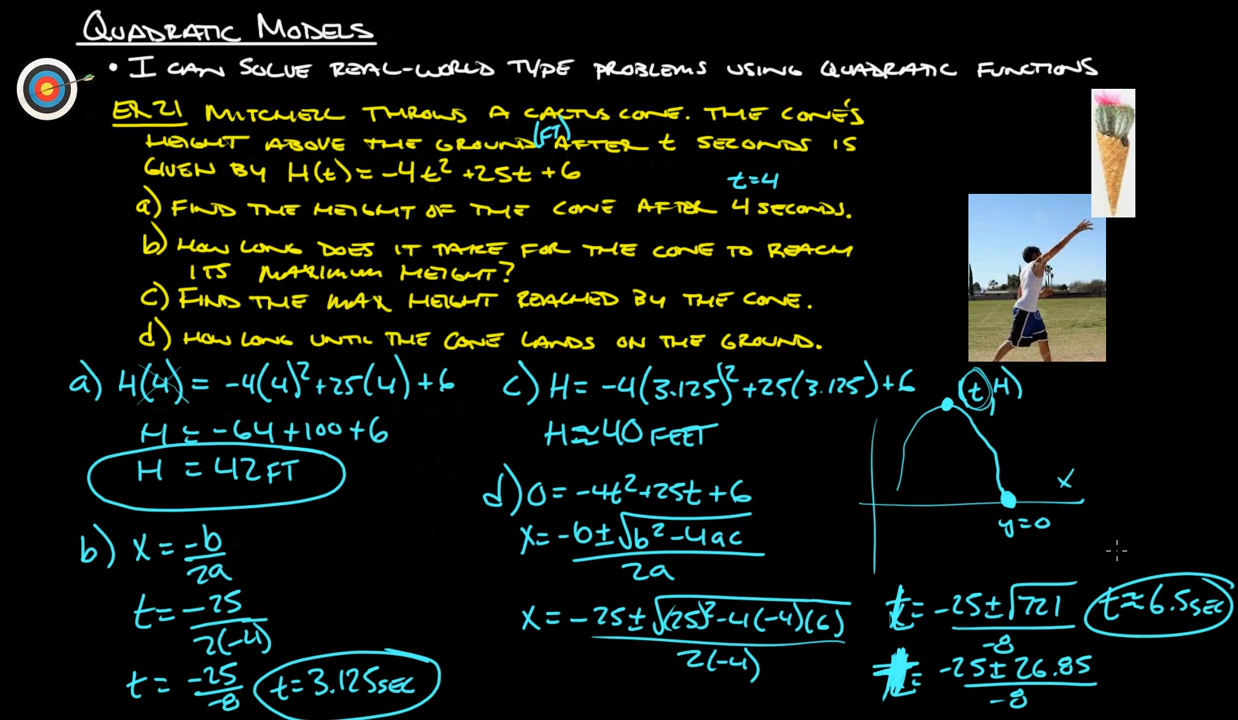 QUADRATIC MODELS
• I CAN SOLVE REAL-WORLD TYPE PROBLEMS USING QUADRATIC FUNCTIONS
EX 21 MITCHELL THROWS A CACTUS CONE. THE CONE'S
HEIGHT ABOVE THE GROUND (FT) AFTER t SECONDS IS
GIVEN BY H(t) = -4t² + 25t + 6
t=4
a) FIND THE HEIGHT OF THE CONE AFTER 4 SECONDS.
b) HOW LONG DOES IT TAKE FOR THE CONE TO REACH
ITS MAXIMUM HEIGHT?
c) FIND THE MAX HEIGHT REACHED BY THE CONE.
d) HOW LONG UNTIL THE CONE LANDS ON THE GROUND.
a) H(4) = -4(4)² + 25(4) + 6
H = -64 + 100 + 6
H = 42 FT
b) x = -b/2a
t = -25/2(-4)
t = -25/-8
t = 3.125 SEC
c) H = -4(3.125)² + 25(3.125) + 6
H ≈ 40 FEET
d) 0 = -4t² + 25t + 6
x = -b ± √b² - 4ac / 2a
x = -25 ± √(25)² - 4(-4)(6) / 2(-4)
(t, H)
x
y=0
t = -25 ± √721 / -8
t ≈ 6.5 SEC
t = -25 ± 26.85 / -8